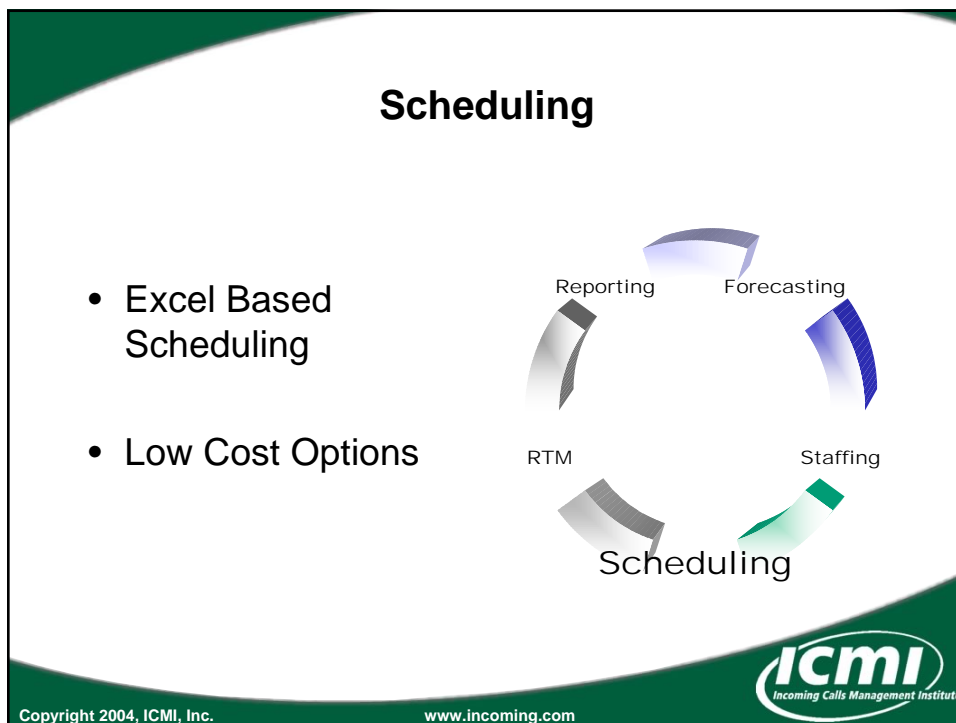 Scheduling
• Excel Based
Scheduling
• Low Cost Options
Reporting
Forecasting
RTM
Staffing
Scheduling
ICMI
Incoming Calls Management Institute
Copyright 2004, ICMI, Inc.
www.incoming.com